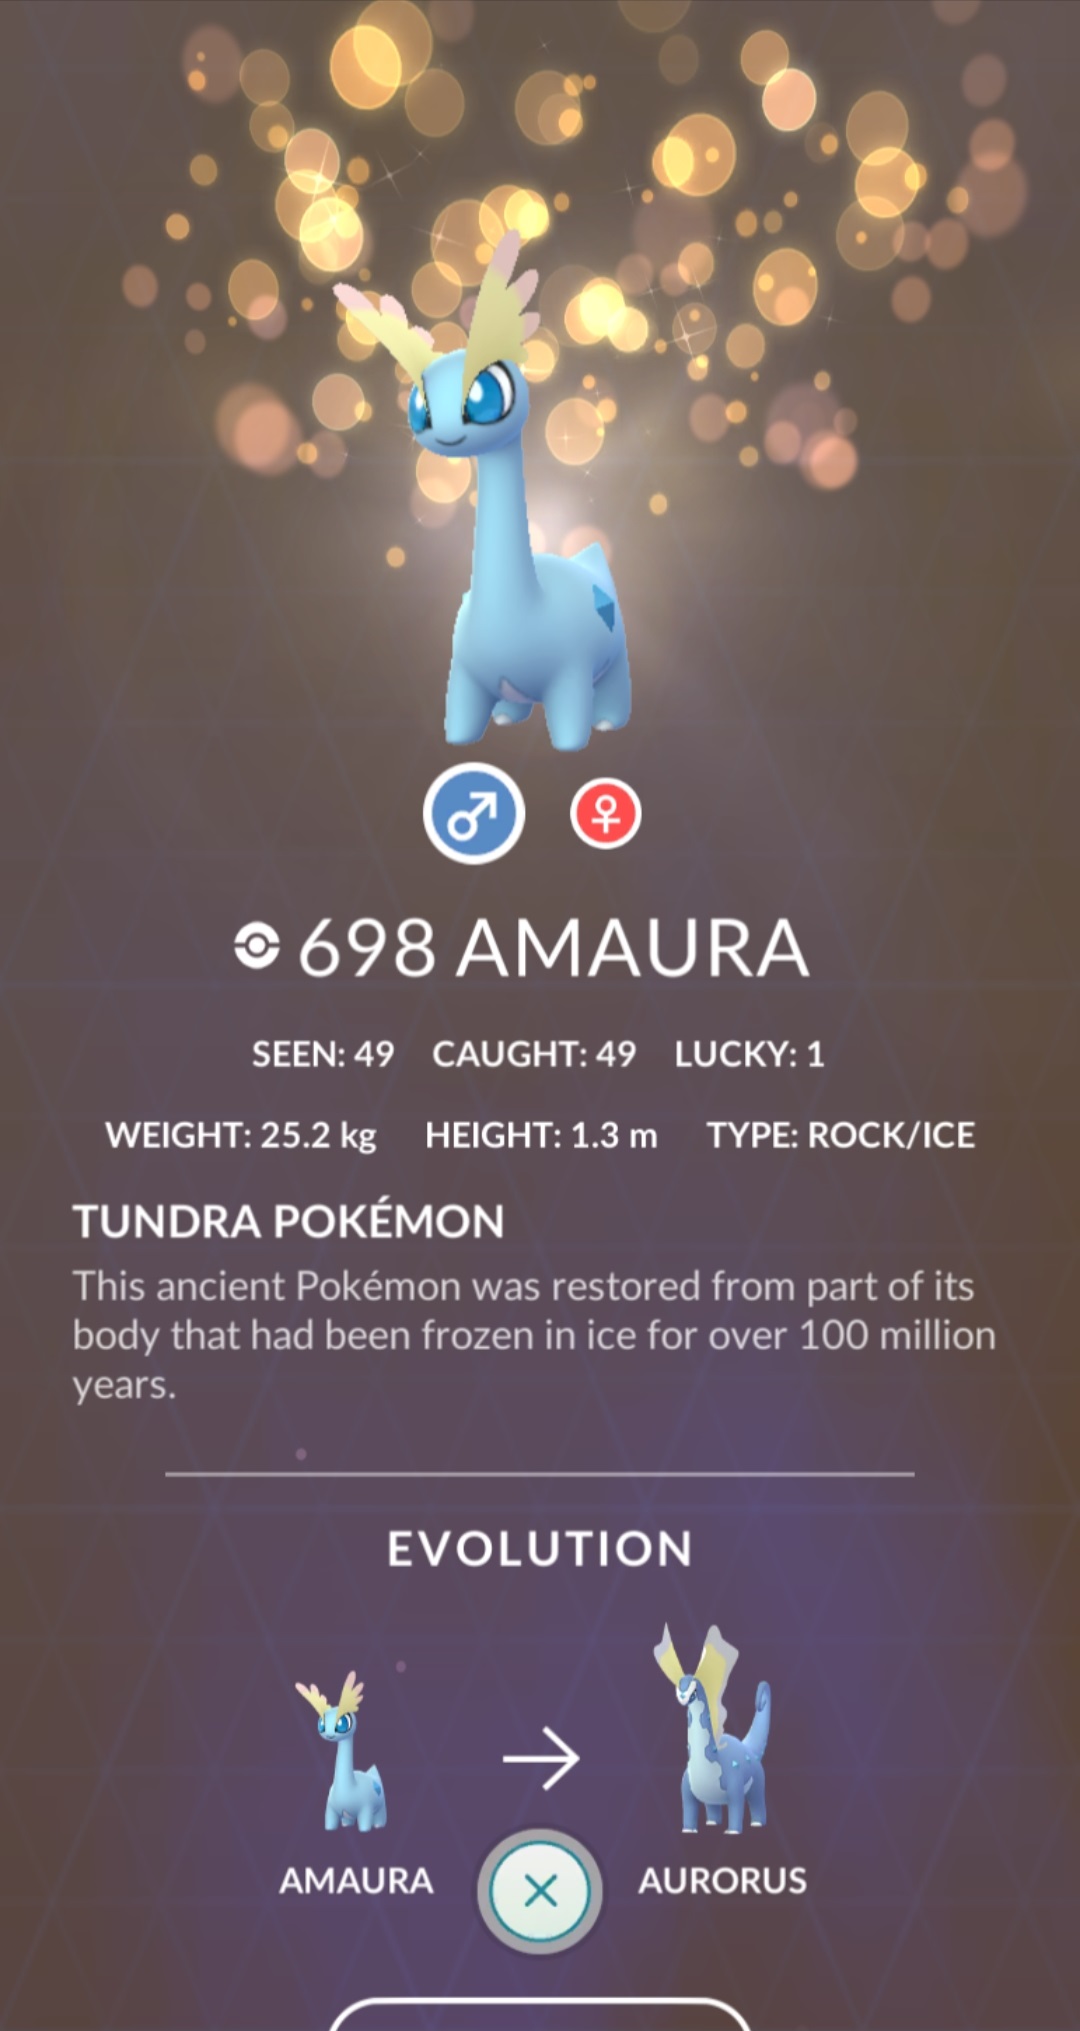 698 AMAURA
SEEN: 49 CAUGHT: 49 LUCKY: 1
WEIGHT: 25.2 kg HEIGHT: 1.3 m TYPE: ROCK/ICE
TUNDRA POKÉMON
This ancient Pokémon was restored from part of its
body that had been frozen in ice for over 100 million
years.
EVOLUTION
AMAURA AURORUS